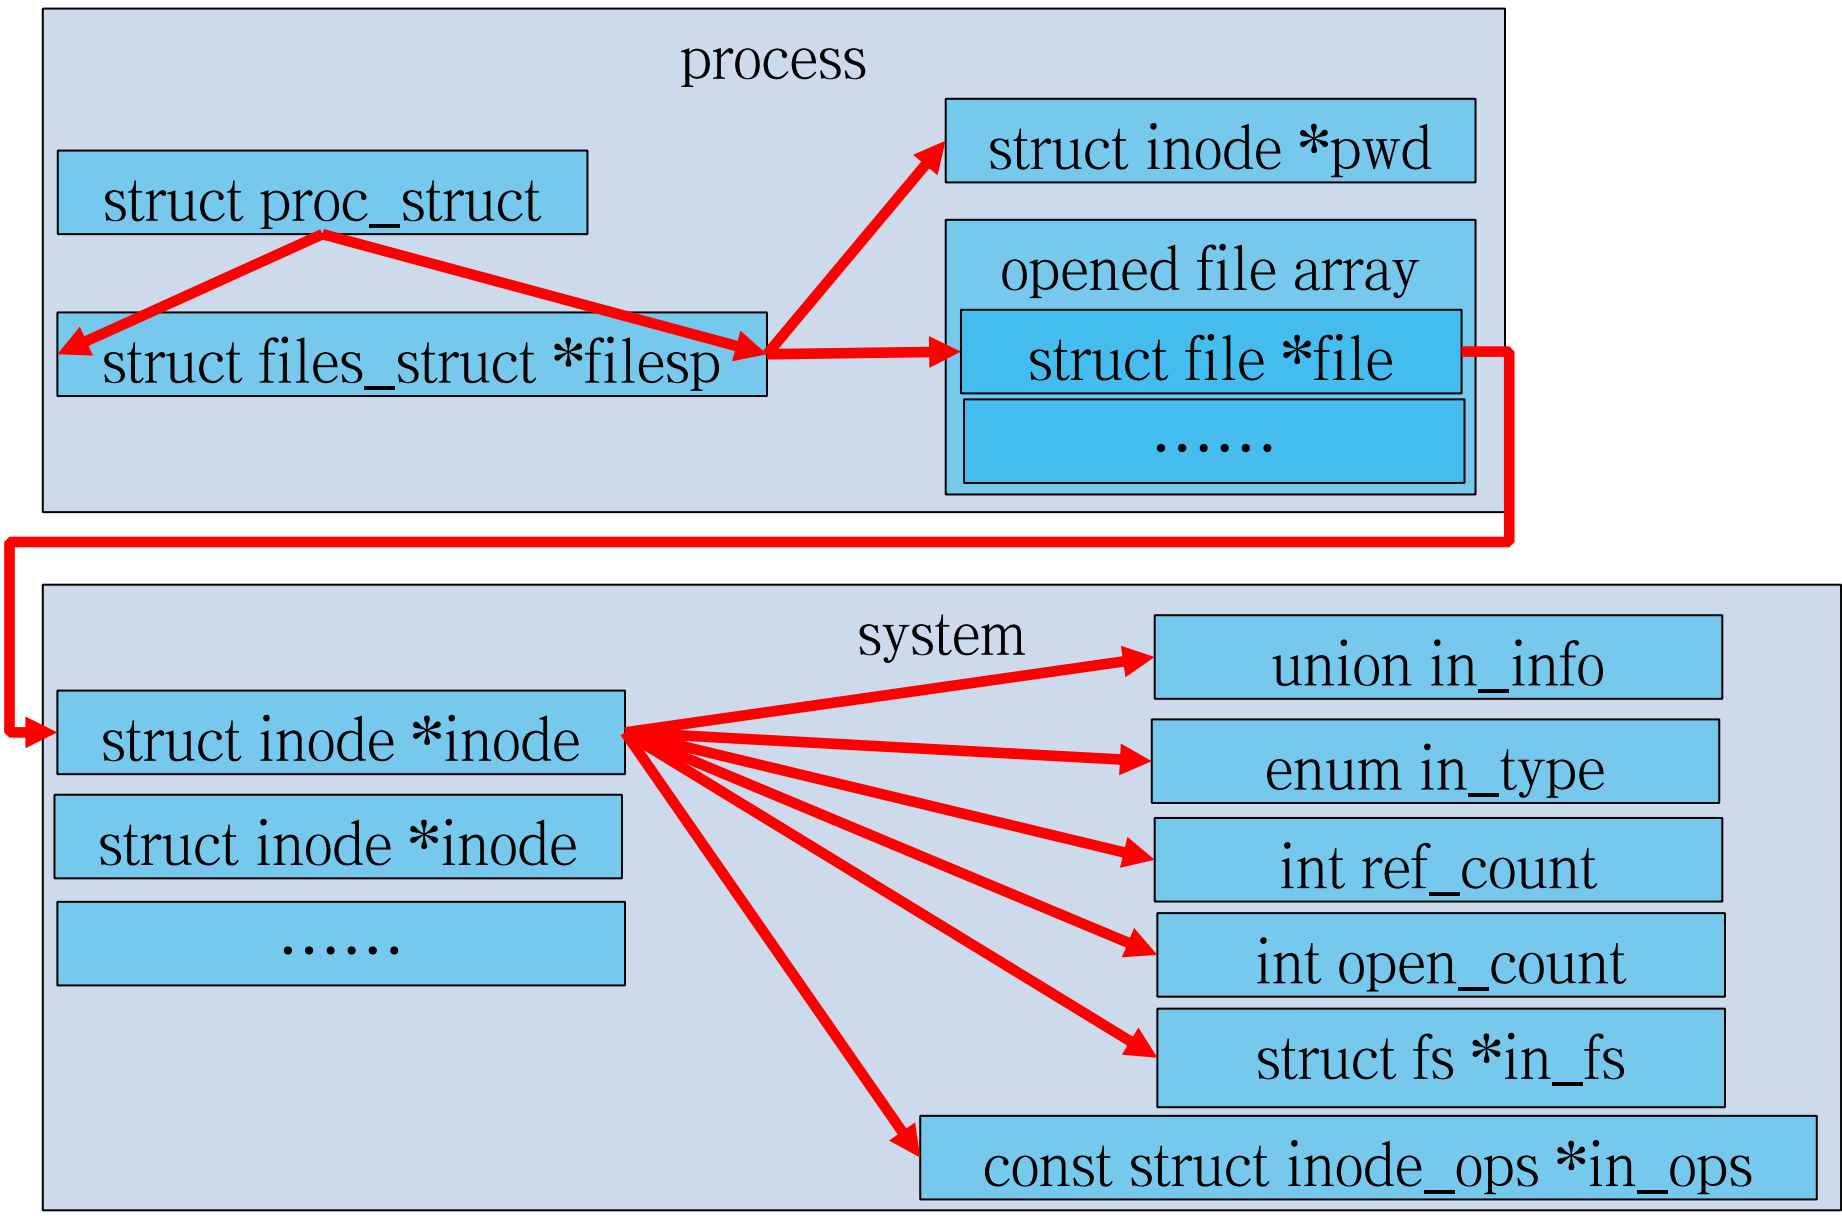 process
struct proc_struct
struct files_struct *filesp
struct inode *pwd
opened file array
struct file *file
......
system
struct inode *inode
struct inode *inode
......
union in_info
enum in_type
int ref_count
int open_count
struct fs *in_fs
const struct inode_ops *in_ops